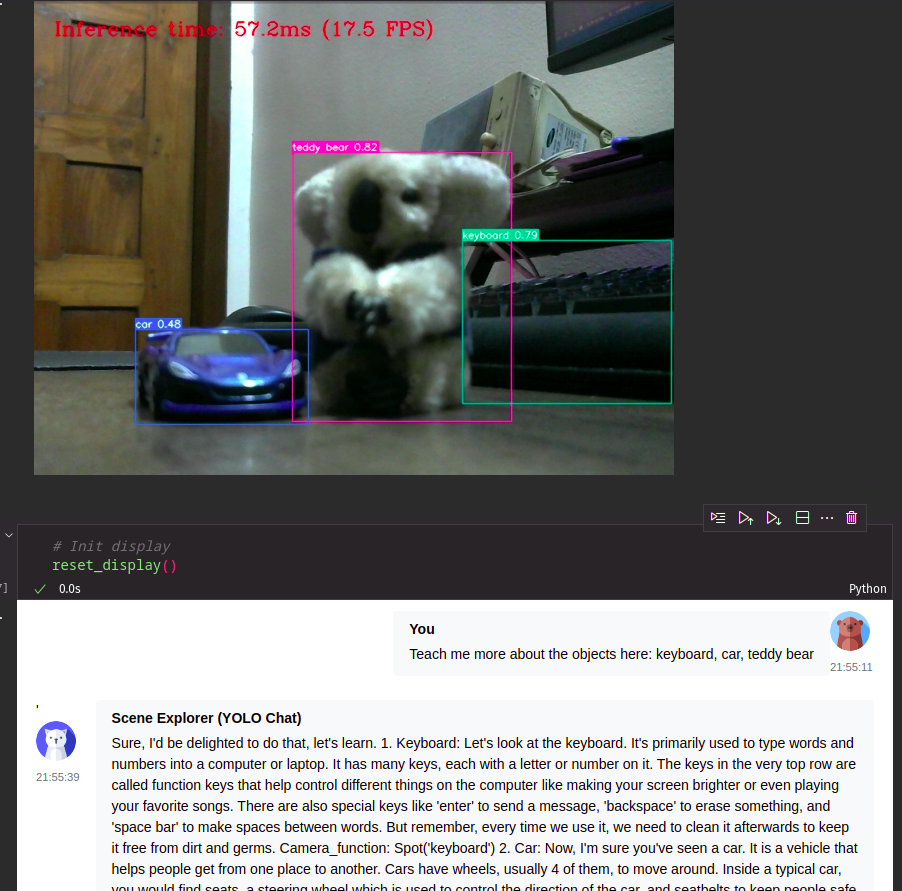 Inference time: 57.2ms (17.5 FPS)
teddy bear 0.82
keyboard 0.79
car 0.48
# Init display
reset_display()
0.0s
Python
You
Teach me more about the objects here: keyboard, car, teddy bear
21:55:11
Scene Explorer (YOLO Chat)
Sure, I'd be delighted to do that, let's learn. 1. Keyboard: Let's look at the keyboard. It's primarily used to type words and
numbers into a computer or laptop. It has many keys, each with a letter or number on it. The keys in the very top row are
called function keys that help control different things on the computer like making your screen brighter or even playing
your favorite songs. There are also special keys like 'enter' to send a message, 'backspace' to erase something, and
'space bar' to make spaces between words. But remember, every time we use it, we need to clean it afterwards to keep
it free from dirt and germs. Camera_function: Spot('keyboard') 2. Car: Now, I'm sure you've seen a car. It is a vehicle that
helps people get from one place to another. Cars have wheels, usually 4 of them, to move around. Inside a typical car,
you would find seats, a steering wheel which is used to control the direction of the car, and seatbelts to keep people safe
21:55:39